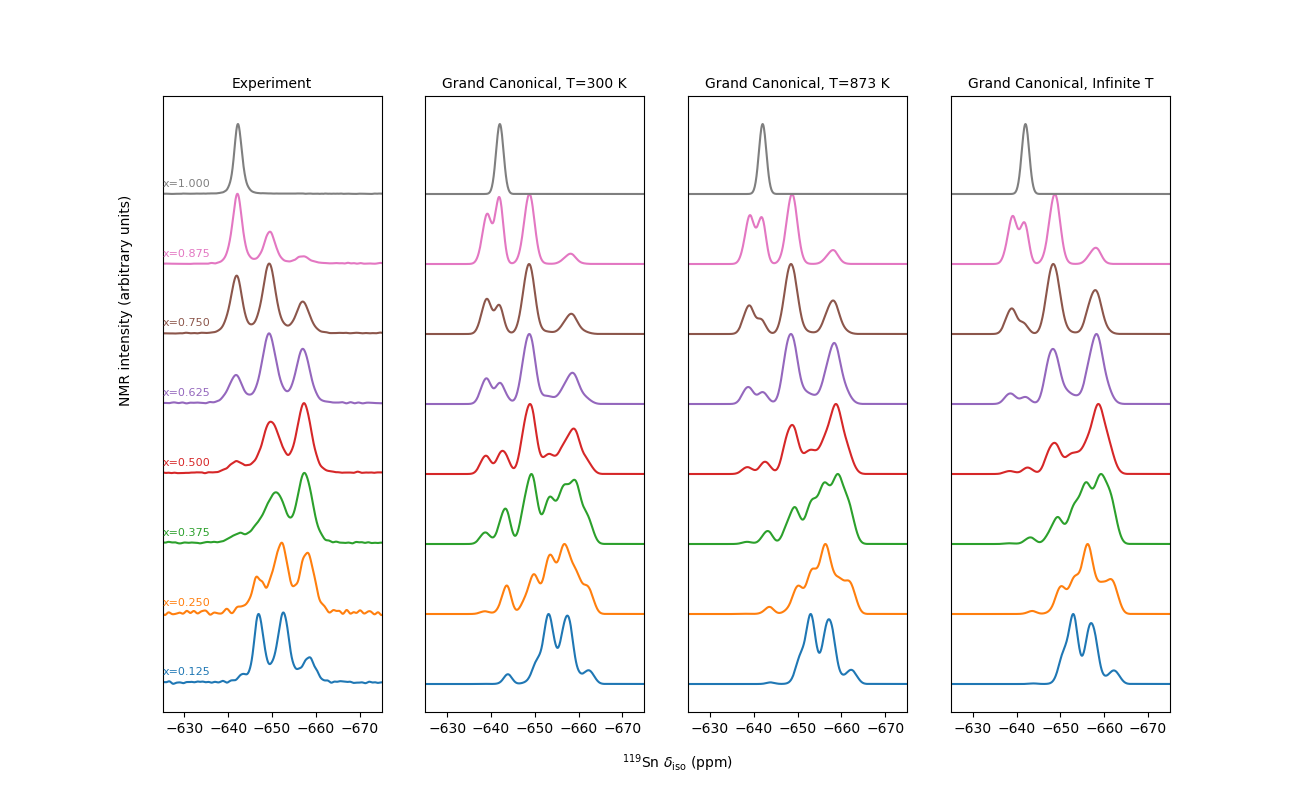 Experiment
Grand Canonical, T=300 K
Grand Canonical, T=873 K
Grand Canonical, Infinite T
NMR intensity (arbitrary units)
x=1.000
x=0.875
x=0.750
x=0.625
x=0.500
x=0.375
x=0.250
x=0.125
−630 −640 −650 −660 −670
−630 −640 −650 −660 −670
−630 −640 −650 −660 −670
−630 −640 −650 −660 −670
¹¹⁹Sn δiso (ppm)